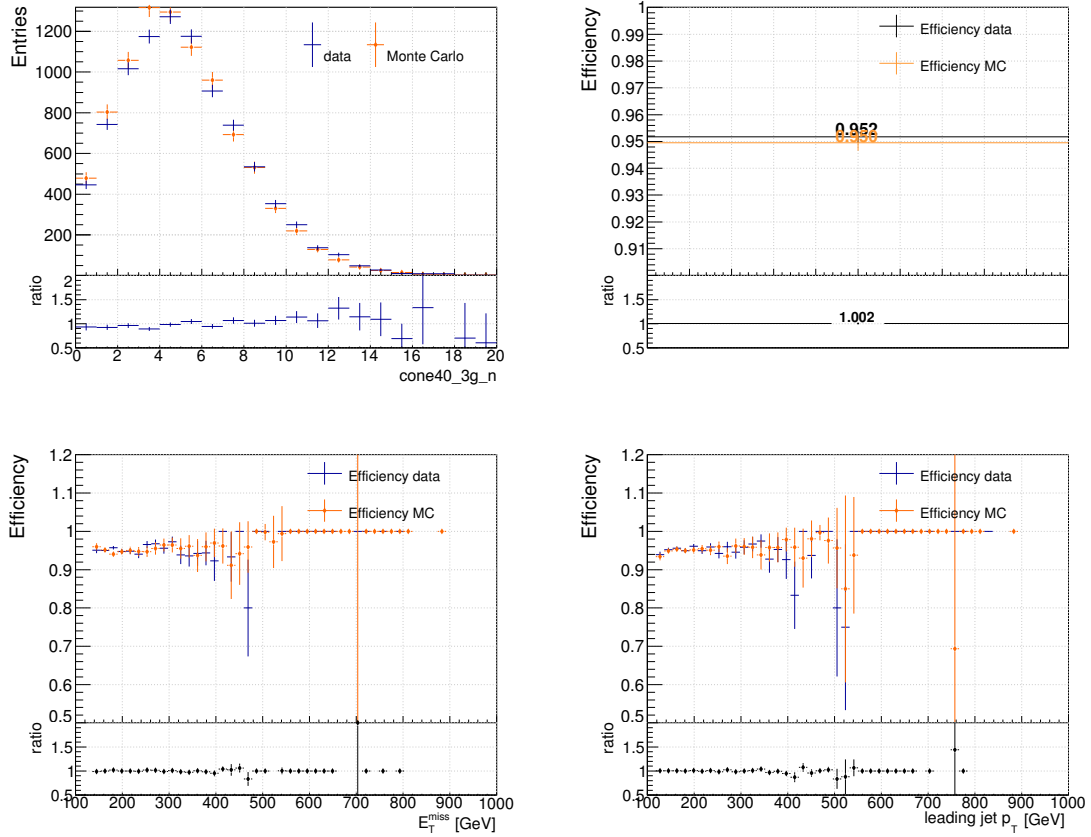 Entries
1200
1000
800
600
400
200
data
Monte Carlo
ratio
2
1.5
1
0.5
0 2 4 6 8 10 12 14 16 18 20
cone40_3g_n
Efficiency
1
0.99
0.98
0.97
0.96
0.95
0.94
0.93
0.92
0.91
Efficiency data
Efficiency MC
0.952
ratio
1.5
1
0.5
1.002
Efficiency
1.2
1.1
1
0.9
0.8
0.7
0.6
0.5
Efficiency data
Efficiency MC
ratio
1.5
1
0.5
100 200 300 400 500 600 700 800 900 1000
E_T^miss [GeV]
Efficiency
1.2
1.1
1
0.9
0.8
0.7
0.6
0.5
Efficiency data
Efficiency MC
ratio
1.5
1
0.5
100 200 300 400 500 600 700 800 900 1000
leading jet p_T [GeV]